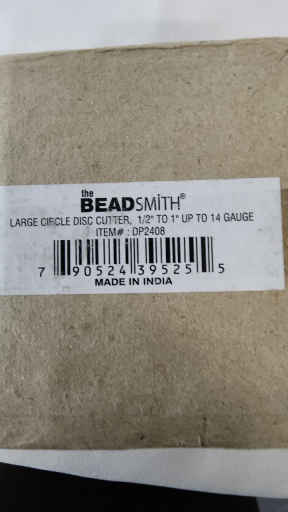 the
BEADSMiTH®
LARGE CIRCLE DISC CUTTER, 1/2" TO 1" UP TO 14 GAUGE
ITEM# : DP2408
7 90524 39525 5
MADE IN INDIA